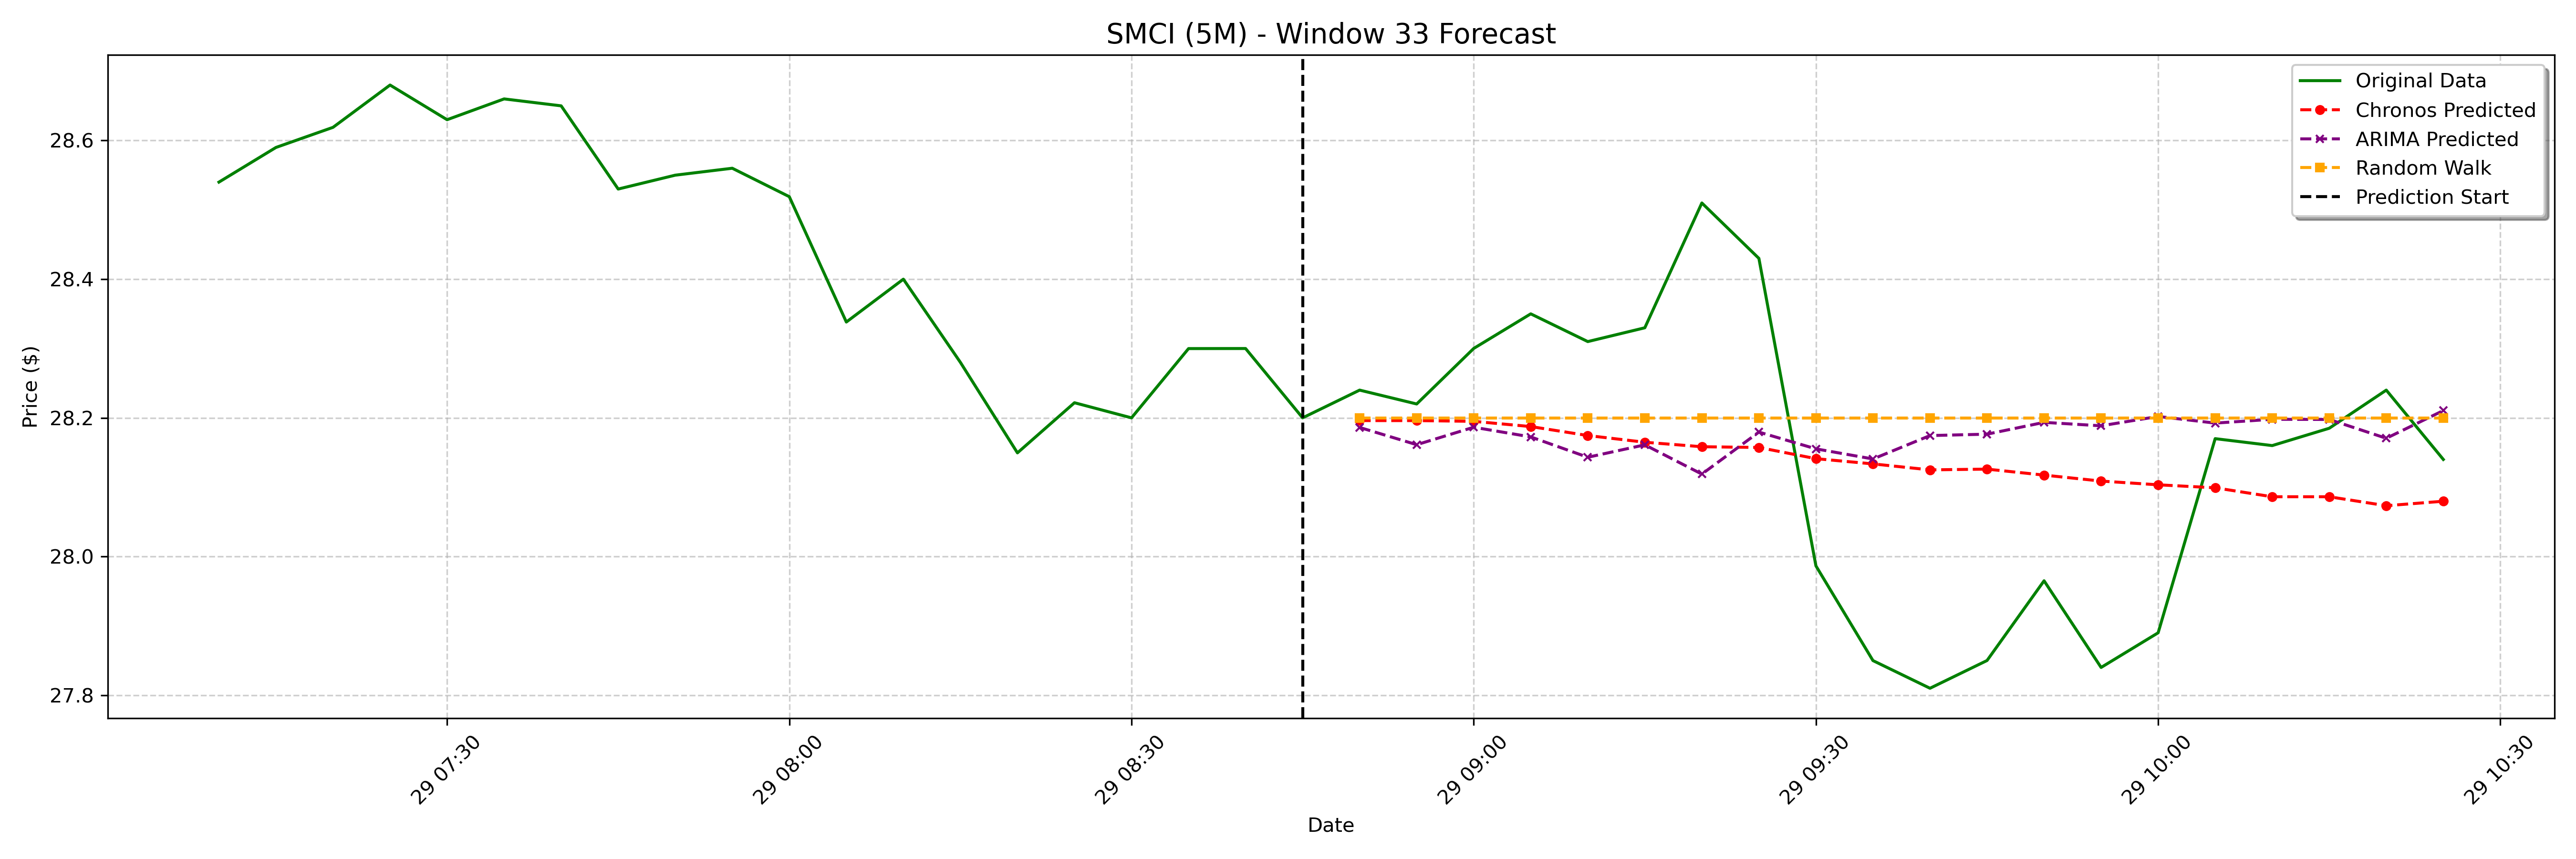 SMCI (5M) - Window 33 Forecast
Original Data
Chronos Predicted
ARIMA Predicted
Random Walk
Prediction Start
Price ($)
28.6
28.4
28.2
28.0
27.8
29 07:30
29 08:00
29 08:30
29 09:00
29 09:30
29 10:00
29 10:30
Date